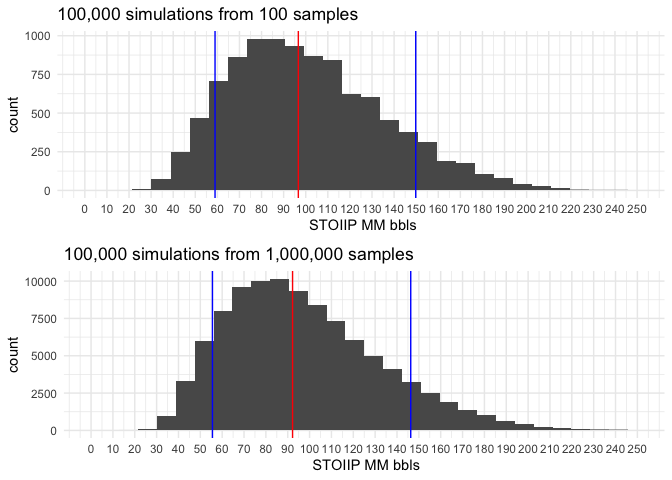 100,000 simulations from 100 samples
1000
750
500
250
0
count
0 10 20 30 40 50 60 70 80 90 100 110 120 130 140 150 160 170 180 190 200 210 220 230 240 250
STOIIP MM bbls
100,000 simulations from 1,000,000 samples
10000
7500
5000
2500
0
count
0 10 20 30 40 50 60 70 80 90 100 110 120 130 140 150 160 170 180 190 200 210 220 230 240 250
STOIIP MM bbls